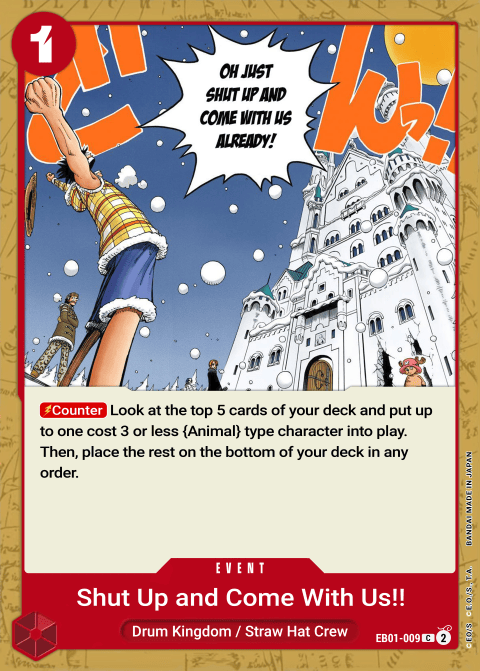 1
OH JUST
SHUT UP AND
COME WITH US
ALREADY!
Counter Look at the top 5 cards of your deck and put up
to one cost 3 or less {Animal} type character into play.
Then, place the rest on the bottom of your deck in any
order.
EVENT
Shut Up and Come With Us!!
Drum Kingdom / Straw Hat Crew
EB01-009 C 2
©E.O./S. ©E.O./S.,T.A. BANDAI MADE IN JAPAN